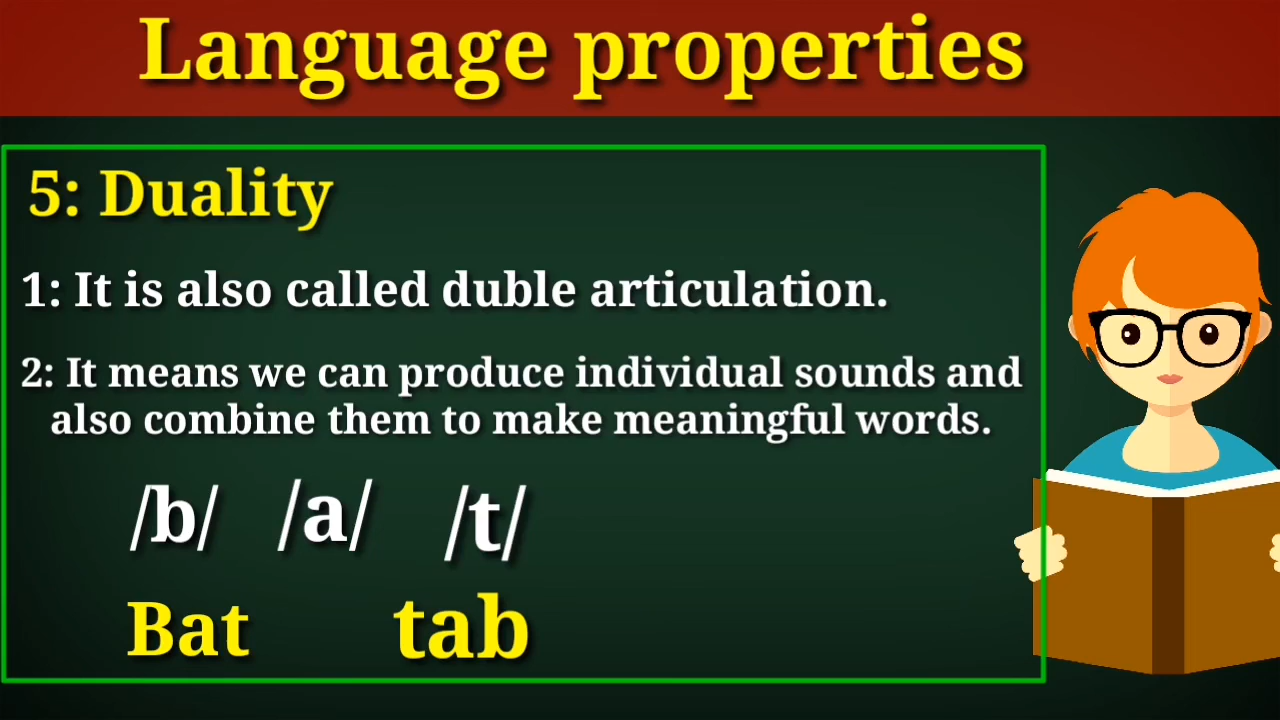 Language properties
5: Duality
1: It is also called duble articulation.
2: It means we can produce individual sounds and
also combine them to make meaningful words.
/b/ /a/ /t/
Bat tab